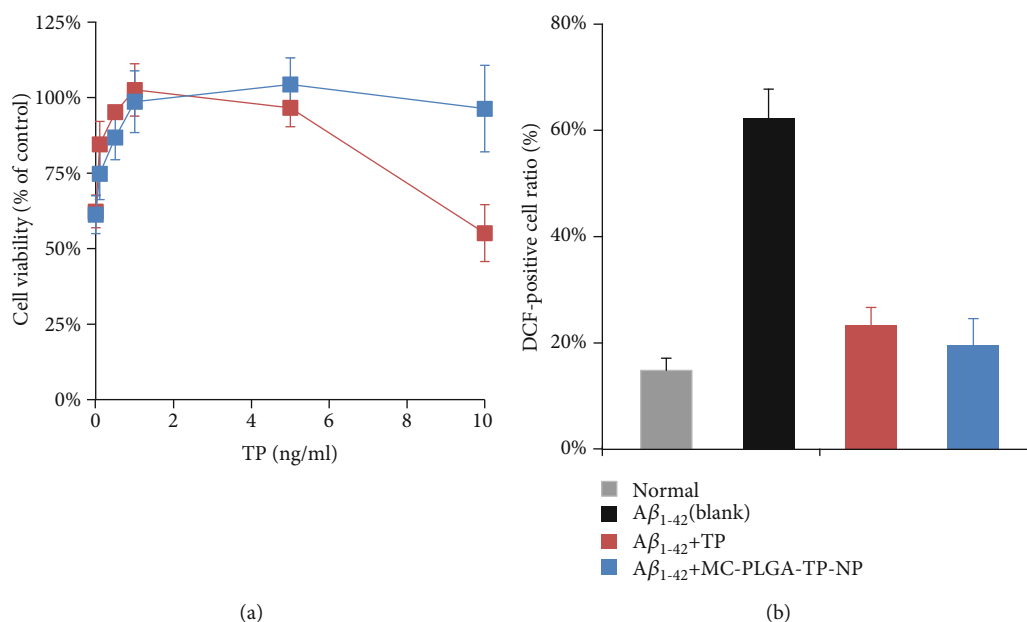 125%
100%
75%
50%
25%
0%
Cell viability (% of control)
0 2 4 6 8 10
TP (ng/ml)
(a)
80%
60%
40%
20%
0%
DCF-positive cell ratio (%)
Normal
Aβ1-42(blank)
Aβ1-42+TP
Aβ1-42+MC-PLGA-TP-NP
(b)